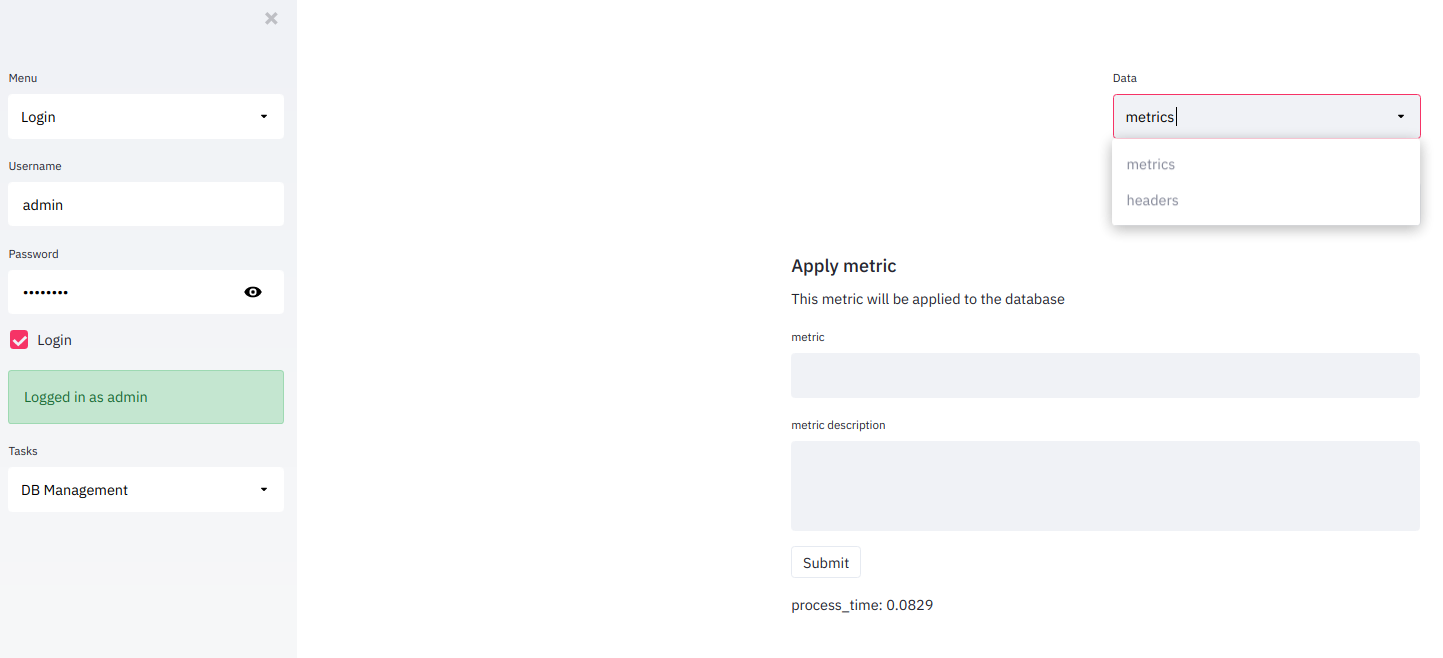 Menu
Login
Username
admin
Password
••••••••
Login
Logged in as admin
Tasks
DB Management
Data
metrics
metrics
headers
Apply metric
This metric will be applied to the database
metric
metric description
Submit
process_time: 0.0829